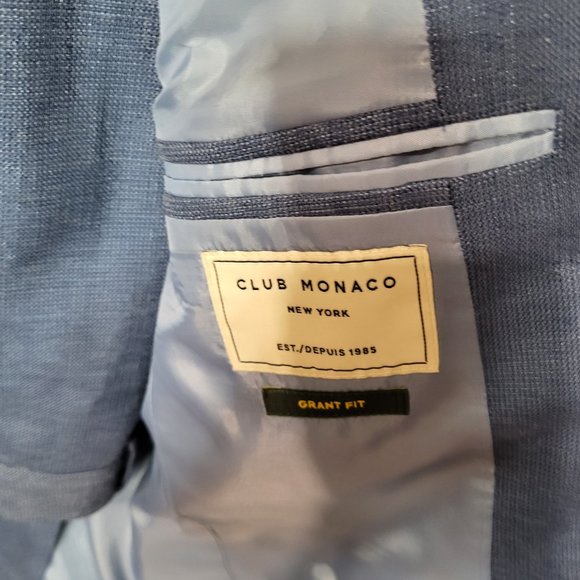 CLUB MONACO
NEW YORK
EST./DEPUIS 1985
GRANT FIT